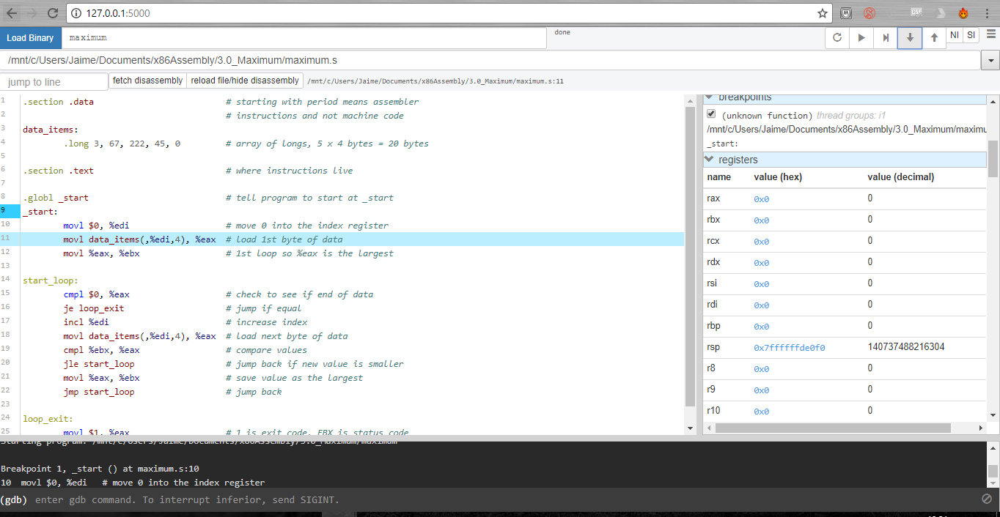 127.0.0.1:5000
Load Binary maximum done NI SI
/mnt/c/Users/Jaime/Documents/x86Assembly/3.0_Maximum/maximum.s
jump to line fetch disassembly reload file/hide disassembly /mnt/c/Users/Jaime/Documents/x86Assembly/3.0_Maximum/maximum.s:11
1 .section .data # starting with period means assembler
2 # instructions and not machine code
3 data_items:
4 .long 3, 67, 222, 45, 0 # array of longs, 5 x 4 bytes = 20 bytes
5
6 .section .text # where instructions live
7
8 .globl _start # tell program to start at _start
9 _start:
10 movl $0, %edi # move 0 into the index register
11 movl data_items(,%edi,4), %eax # load 1st byte of data
12 movl %eax, %ebx # 1st loop so %eax is the largest
13
14 start_loop:
15 cmpl $0, %eax # check to see if end of data
16 je loop_exit # jump if equal
17 incl %edi # increase index
18 movl data_items(,%edi,4), %eax # load next byte of data
19 cmpl %ebx, %eax # compare values
20 jle start_loop # jump back if new value is smaller
21 movl %eax, %ebx # save value as the largest
22 jmp start_loop # jump back
23
24 loop_exit:
25 movl $1, %eax # 1 is exit code, EBX is status code
breakpoints
(unknown function) thread groups: i1
/mnt/c/Users/Jaime/Documents/x86Assembly/3.0_Maximum/maximu
_start:
registers
name value (hex) value (decimal)
rax 0x0 0
rbx 0x0 0
rcx 0x0 0
rdx 0x0 0
rsi 0x0 0
rdi 0x0 0
rbp 0x0 0
rsp 0x7ffffffde0f0 140737488216304
r8 0x0 0
r9 0x0 0
r10 0x0 0
Starting program: /mnt/c/Users/Jaime/Documents/x86Assembly/3.0_Maximum/maximum
Breakpoint 1, _start () at maximum.s:10
10 movl $0, %edi # move 0 into the index register
(gdb) enter gdb command. To interrupt inferior, send SIGINT.